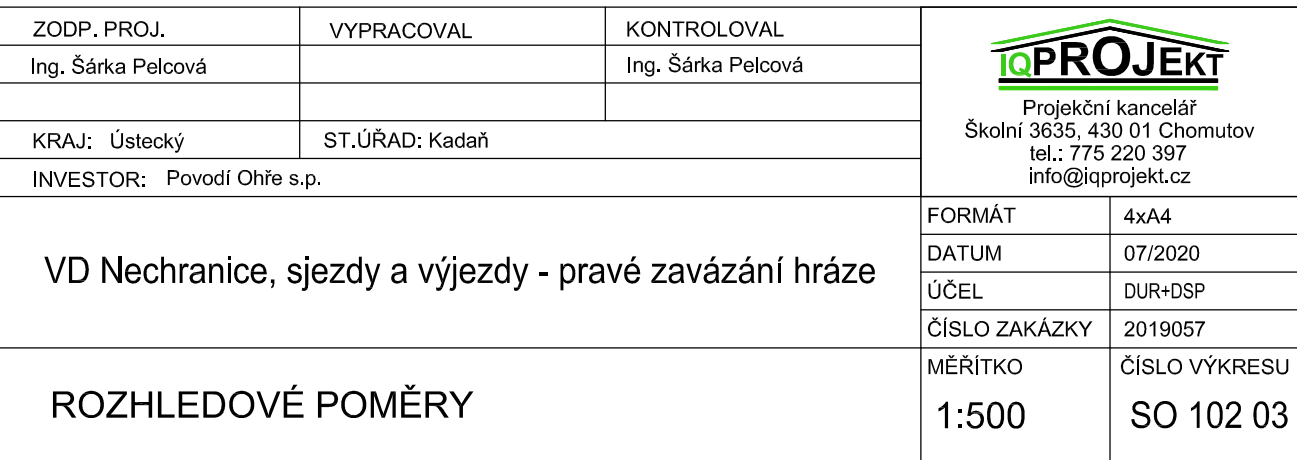 ZODP. PROJ. VYPRACOVAL KONTROLOVAL
Ing. Šárka Pelcová Ing. Šárka Pelcová
KRAJ: Ústecký ST.ÚŘAD: Kadaň
INVESTOR: Povodí Ohře s.p.
IQPROJEKT
Projekční kancelář
Školní 3635, 430 01 Chomutov
tel.: 775 220 397
info@iqprojekt.cz
VD Nechranice, sjezdy a výjezdy - pravé zavázání hráze
FORMÁT 4xA4
DATUM 07/2020
ÚČEL DUR+DSP
ČÍSLO ZAKÁZKY 2019057
ROZHLEDOVÉ POMĚRY
MĚŘÍTKO ČÍSLO VÝKRESU
1:500 SO 102 03